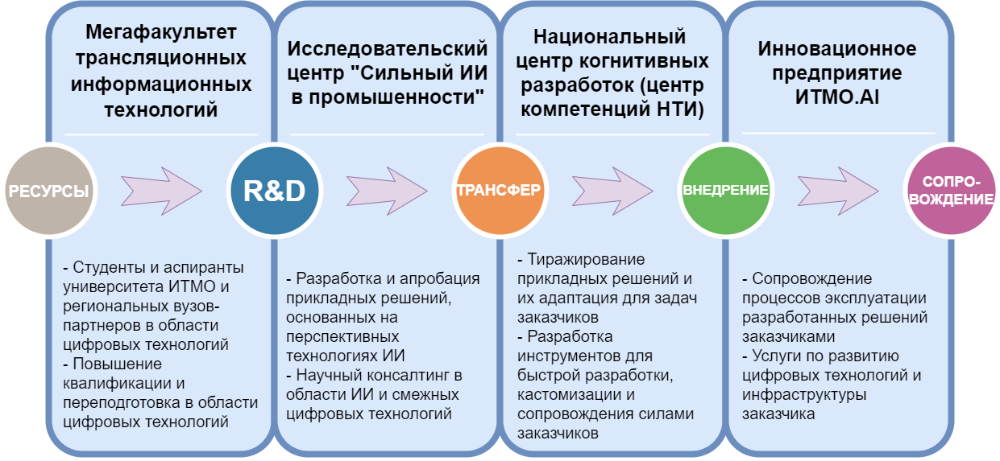 Мегафакультет
трансляционных
информационных
технологий
Исследовательский
центр "Сильный ИИ
в промышенности"
Национальный
центр когнитивных
разработок (центр
компетенций НТИ)
Инновационное
предприятие
ИТМО.AI
РЕСУРСЫ
R&D
ТРАНСФЕР
ВНЕДРЕНИЕ
СОПРО-
ВОЖДЕНИЕ
- Студенты и аспиранты
университета ИТМО и
региональных вузов-
партнеров в области
цифровых технологий
- Повышение
квалификации и
переподготовка в области
цифровых технологий
- Разработка и апробация
прикладных решений,
основанных на
перспективных
технологиях ИИ
- Научный консалтинг в
области ИИ и смежных
цифровых технологий
- Тиражирование
прикладных решений и
их адаптация для задач
заказчиков
- Разработка
инструментов для
быстрой разработки,
кастомизации и
сопровождения силами
заказчиков
- Сопровождение
процессов эксплуатации
разработанных решений
заказчиками
- Услуги по развитию
цифровых технологий и
инфраструктуры
заказчика